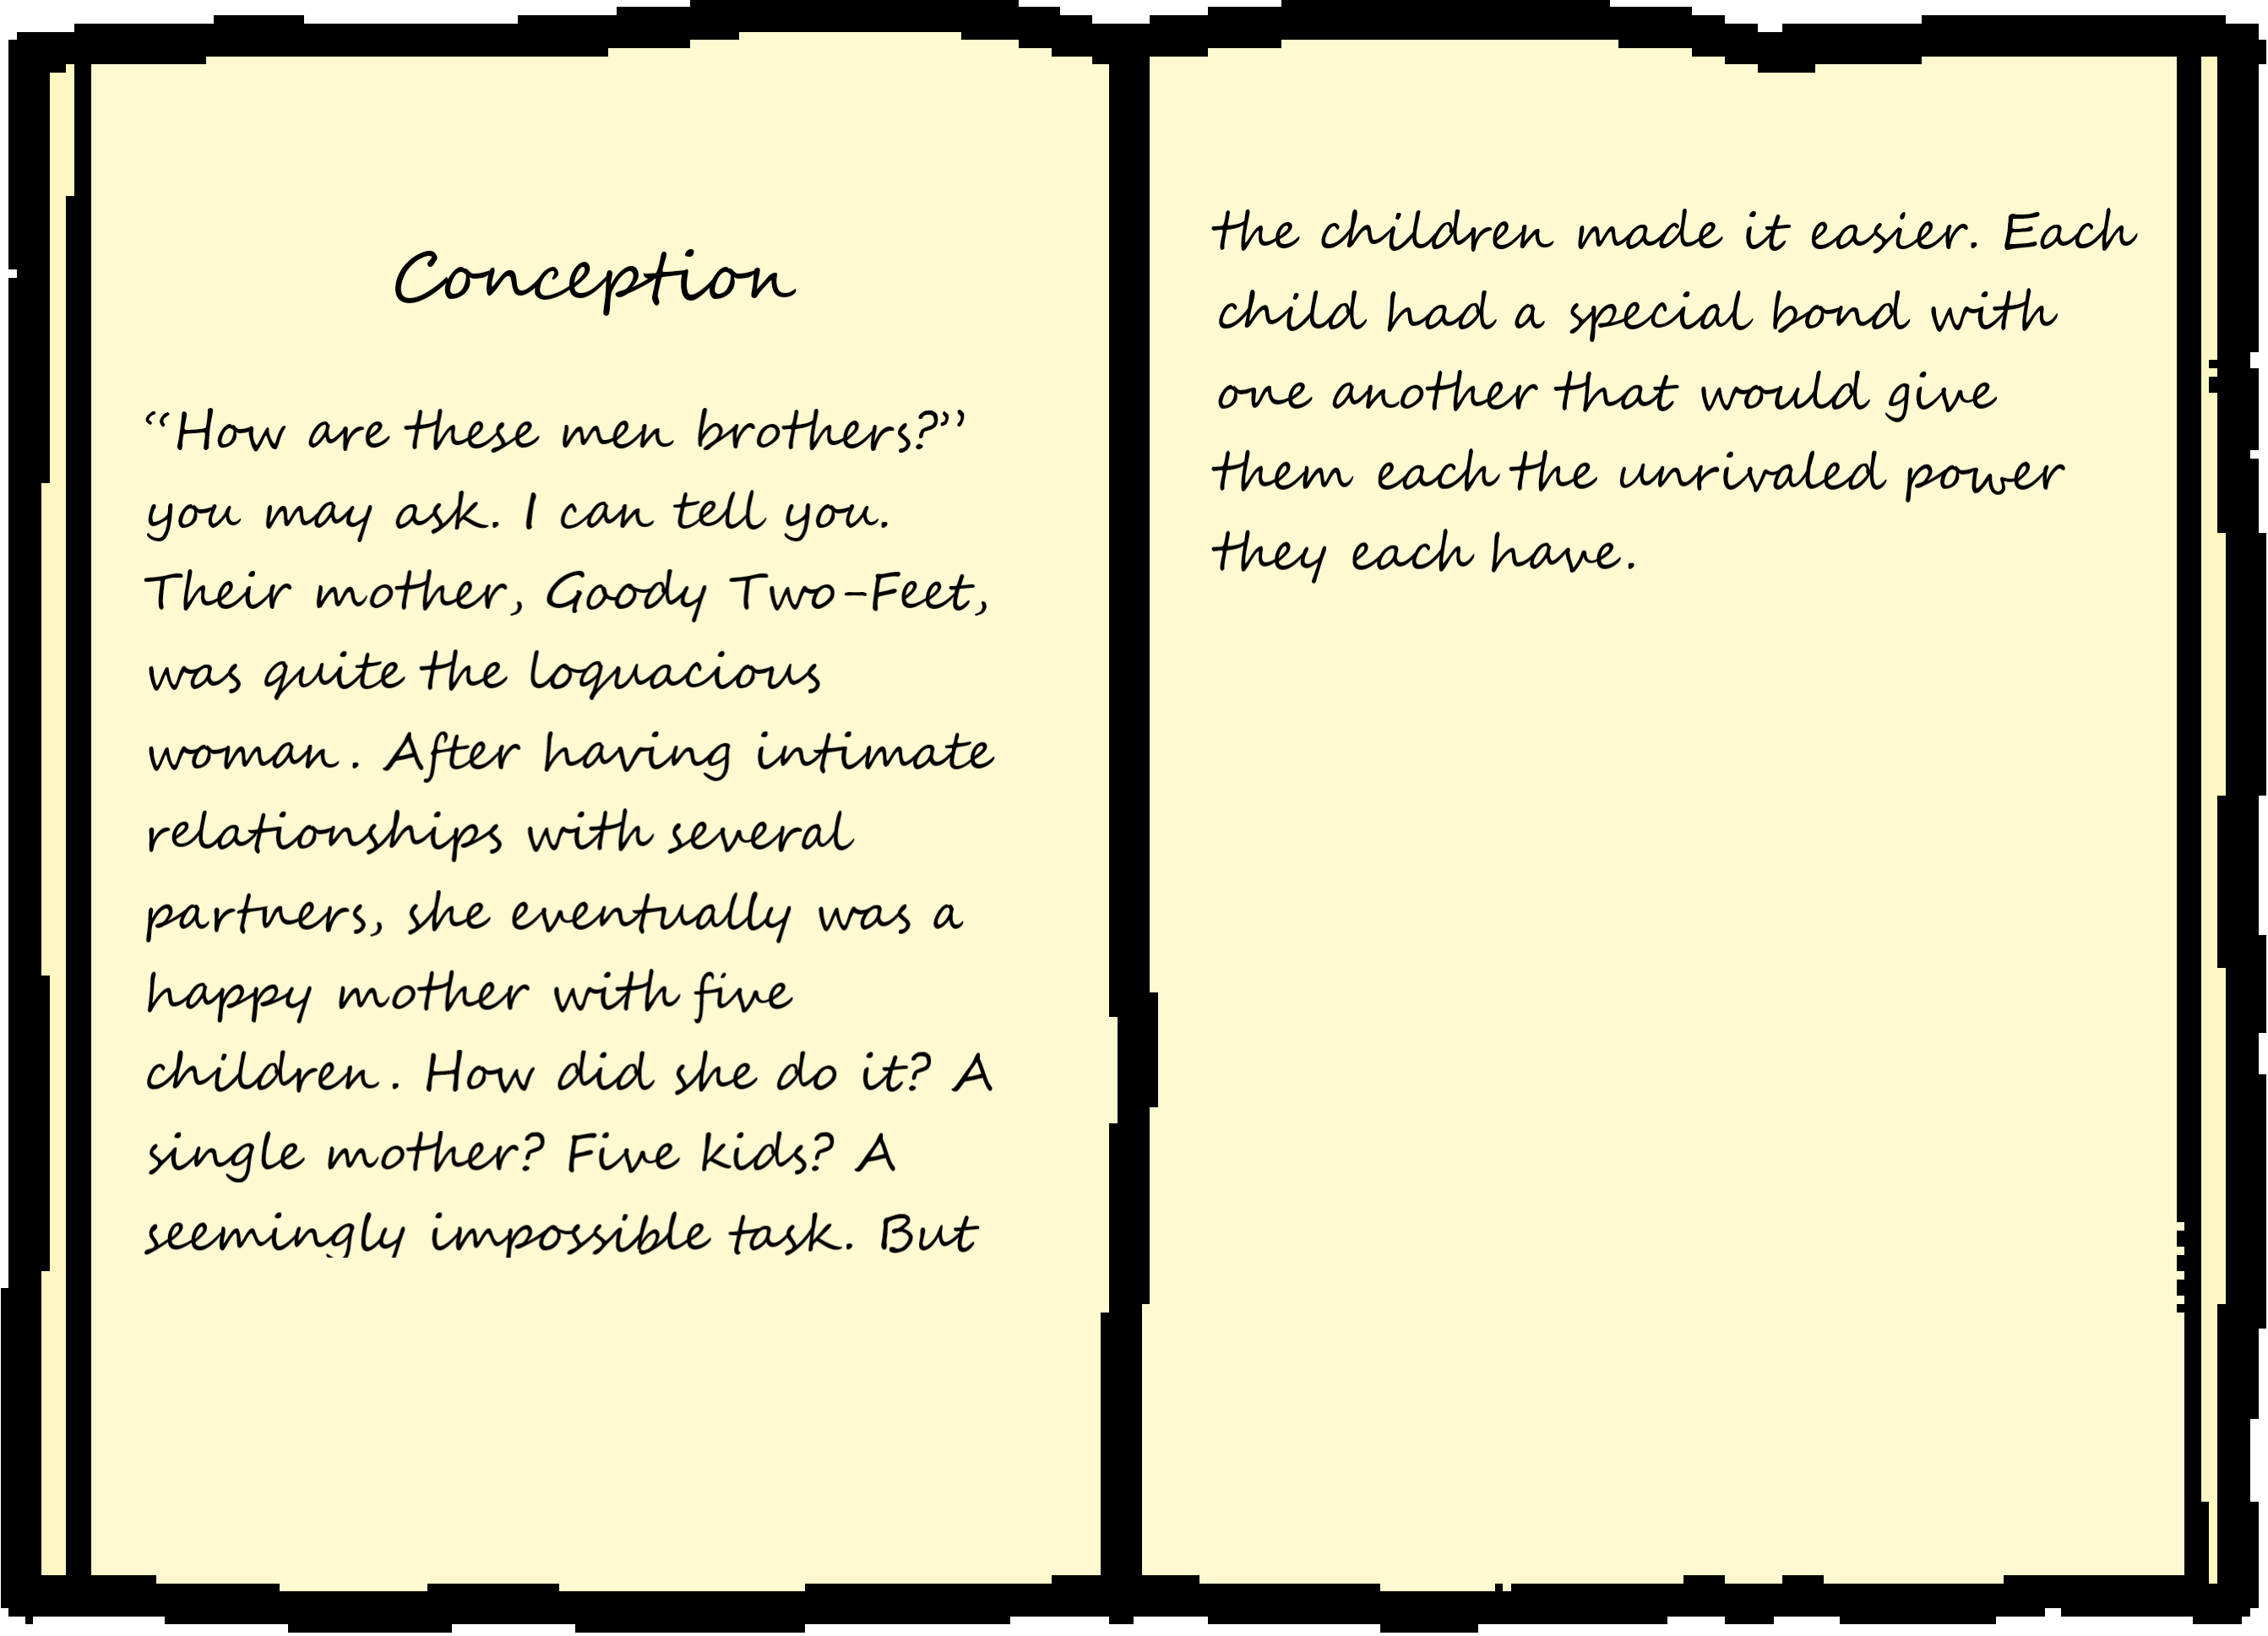 Conception
“How are these men brothers?”
you may ask. I can tell you.
Their mother, Goody Two-Feet,
was quite the loquacious
woman. After having intimate
relationships with several
partners, she eventually was a
happy mother with five
children. How did she do it? A
single mother? Five kids? A
seemingly impossible task. But
the children made it easier. Each
child had a special bond with
one another that would give
them each the unrivaled power
they each have.